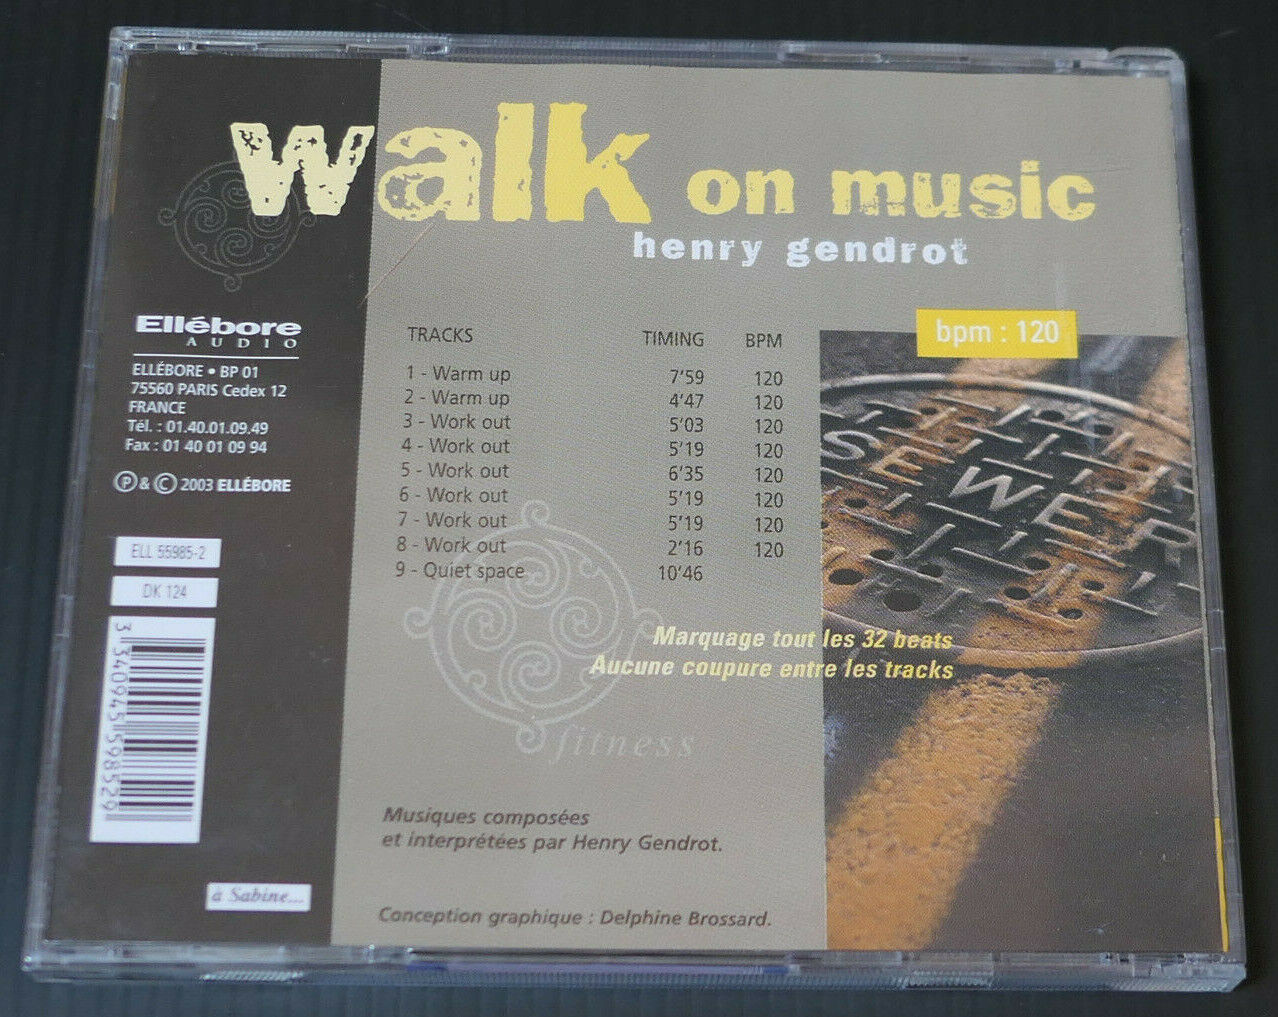 walk on music
henry gendrot
Ellébore
AUDIO
ELLÉBORE • BP 01
75560 PARIS Cedex 12
FRANCE
Tél. : 01.40.01.09.49
Fax : 01 40 01 09 94
Ⓟ & © 2003 ELLÉBORE
ELL 55985-2
DK 124
3 340945 598529
à Sabine...
bpm : 120
TRACKS TIMING BPM
1 - Warm up 7'59 120
2 - Warm up 4'47 120
3 - Work out 5'03 120
4 - Work out 5'19 120
5 - Work out 6'35 120
6 - Work out 5'19 120
7 - Work out 5'19 120
8 - Work out 2'16 120
9 - Quiet space 10'46
SEWER
Marquage tout les 32 beats
Aucune coupure entre les tracks
fitness
Musiques composées
et interprétées par Henry Gendrot.
Conception graphique : Delphine Brossard.